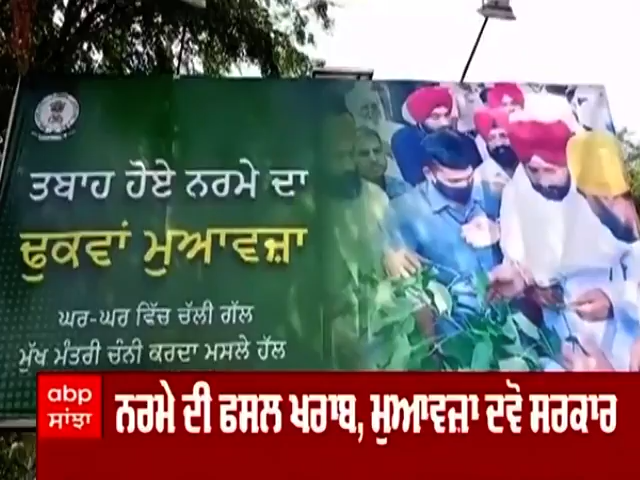 ਤਬਾਹ ਹੋਏ ਨਰਮੇ ਦਾ
ਢੁਕਵਾਂ ਮੁਆਵਜ਼ਾ
ਘਰ-ਘਰ ਵਿੱਚ ਚੱਲੀ ਗੱਲ
ਮੁੱਖ ਮੰਤਰੀ ਚੰਨੀ ਕਰਦਾ ਮਸਲੇ ਹੱਲ
abp
ਸਾਂਝਾ
ਨਰਮੇ ਦੀ ਫਸਲ ਖਰਾਬ, ਮੁਆਵਜ਼ਾ ਦਵੋ ਸਰਕਾਰ